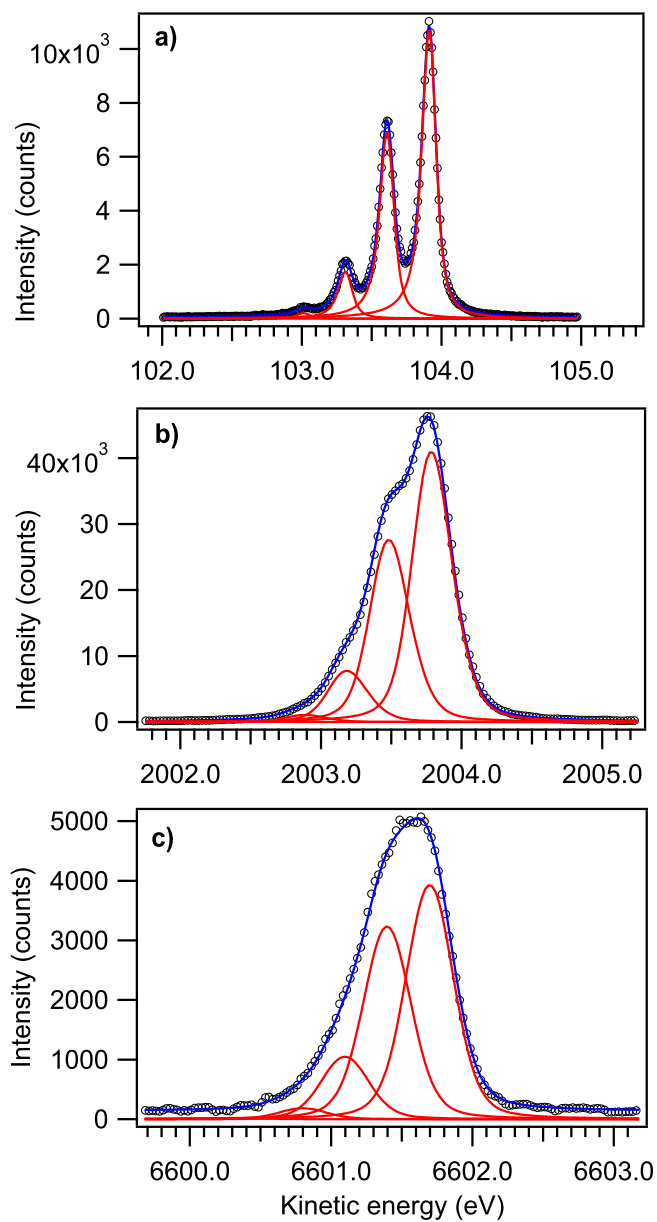 a)
10x10³
8
6
4
2
0
Intensity (counts)
102.0 103.0 104.0 105.0
b)
40x10³
30
20
10
0
Intensity (counts)
2002.0 2003.0 2004.0 2005.0
c)
5000
4000
3000
2000
1000
0
Intensity (counts)
6600.0 6601.0 6602.0 6603.0
Kinetic energy (eV)